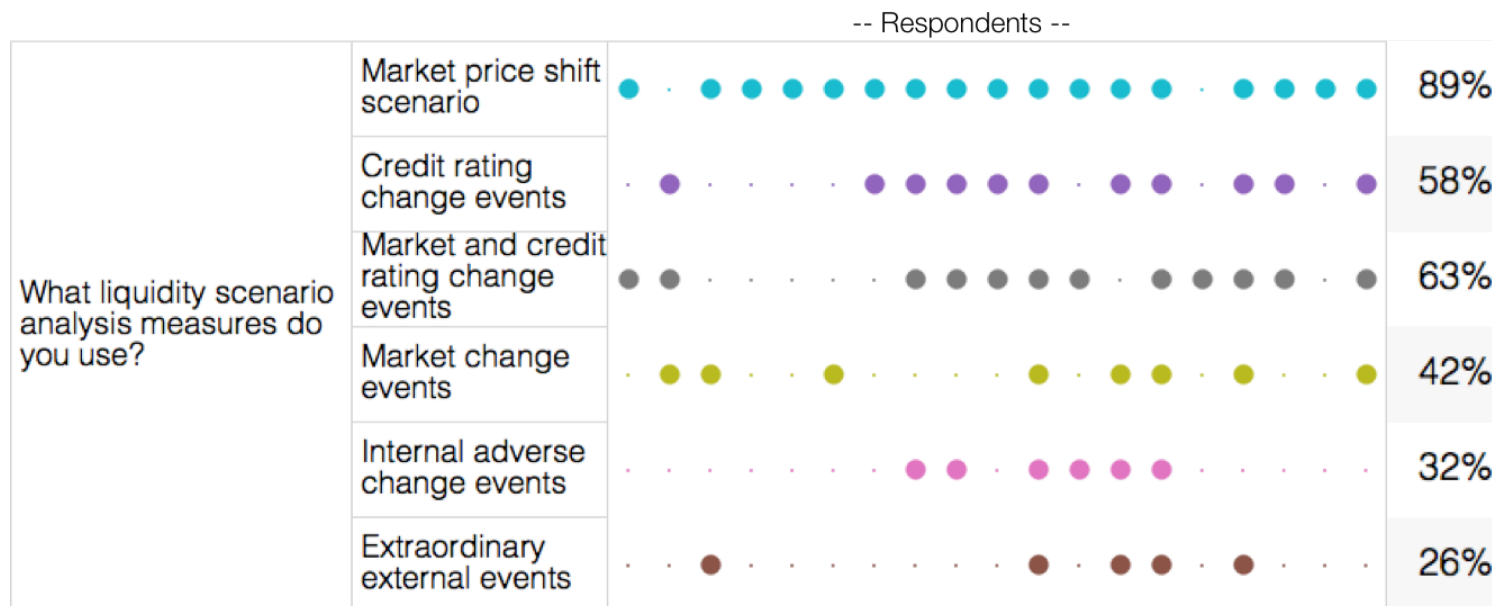 -- Respondents --
What liquidity scenario
analysis measures do
you use?
Market price shift
scenario
89%
Credit rating
change events
58%
Market and credit
rating change
events
63%
Market change
events
42%
Internal adverse
change events
32%
Extraordinary
external events
26%